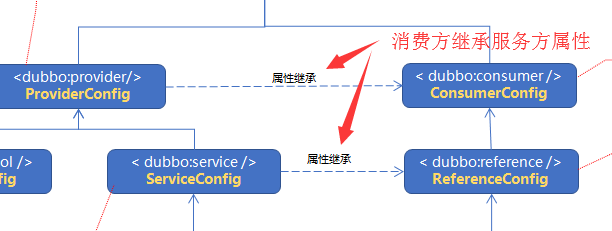 消费方继承服务方属性
<dubbo:provider/>
ProviderConfig
属性继承
< dubbo:consumer />
ConsumerConfig
ol />
fig
< dubbo:service />
ServiceConfig
属性继承
< dubbo:reference />
ReferenceConfig